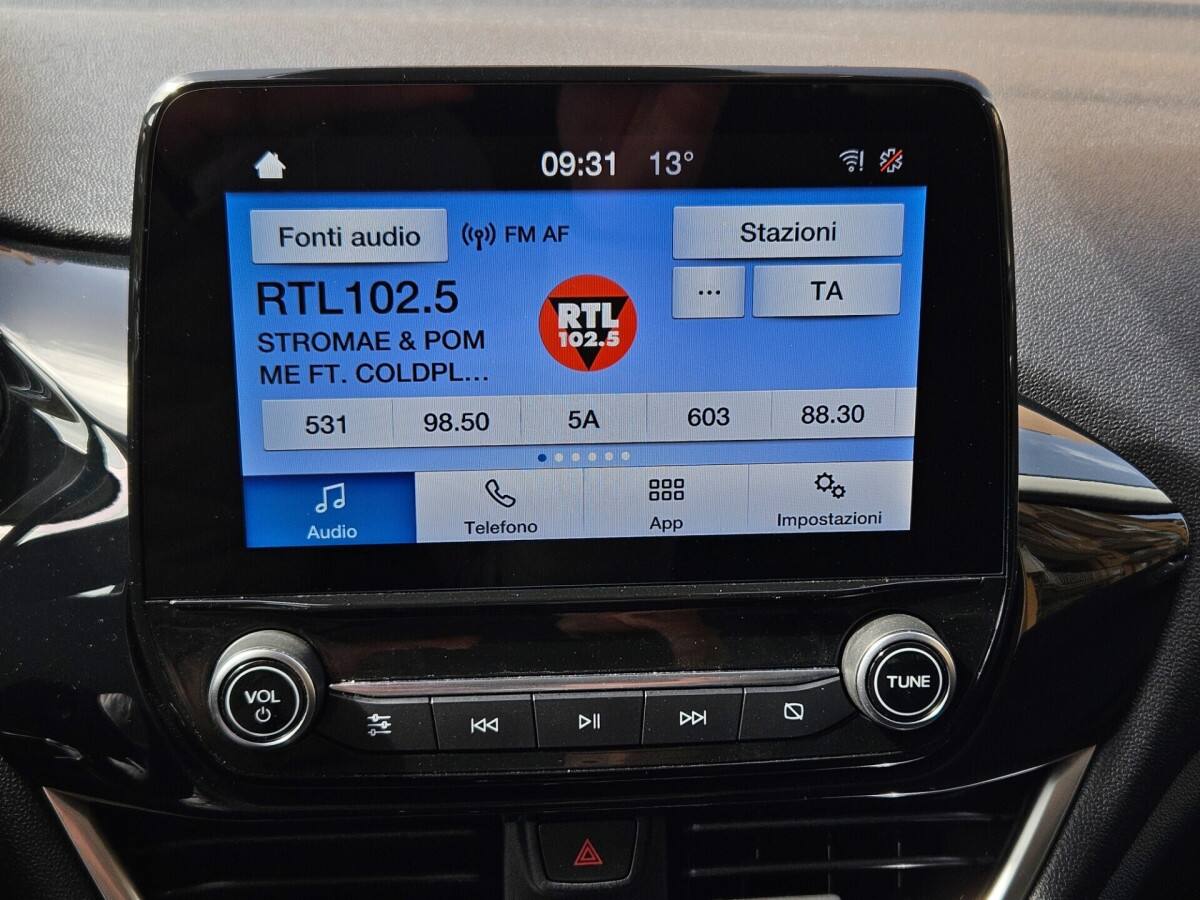 09:31 13°
Fonti audio
FM AF
Stazioni
RTL102.5
STROMAE & POM
ME FT. COLDPL...
RTL
102.5
...
TA
531 98.50 5A 603 88.30
Audio Telefono App Impostazioni
VOL
TUNE